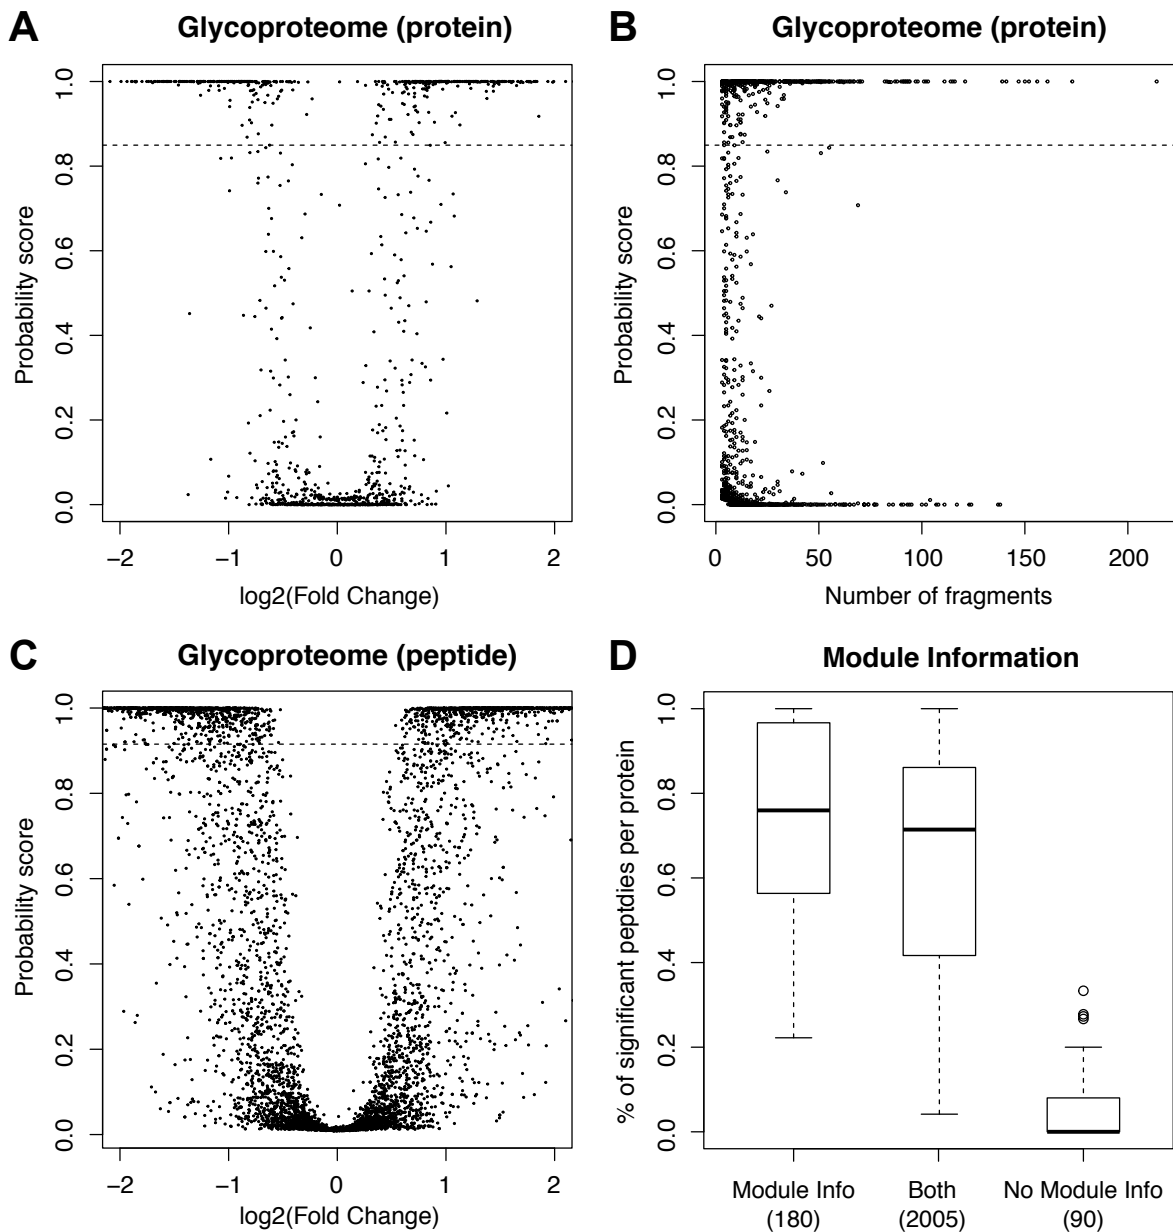 A
Glycoproteome (protein)
Probability score
0.0 0.2 0.4 0.6 0.8 1.0
−2 −1 0 1 2
log2(Fold Change)
B
Glycoproteome (protein)
Probability score
0.0 0.2 0.4 0.6 0.8 1.0
0 50 100 150 200
Number of fragments
C
Glycoproteome (peptide)
Probability score
0.0 0.2 0.4 0.6 0.8 1.0
−2 −1 0 1 2
log2(Fold Change)
D
Module Information
% of significant peptdies per protein
0.0 0.2 0.4 0.6 0.8 1.0
Module Info Both No Module Info
(180) (2005) (90)